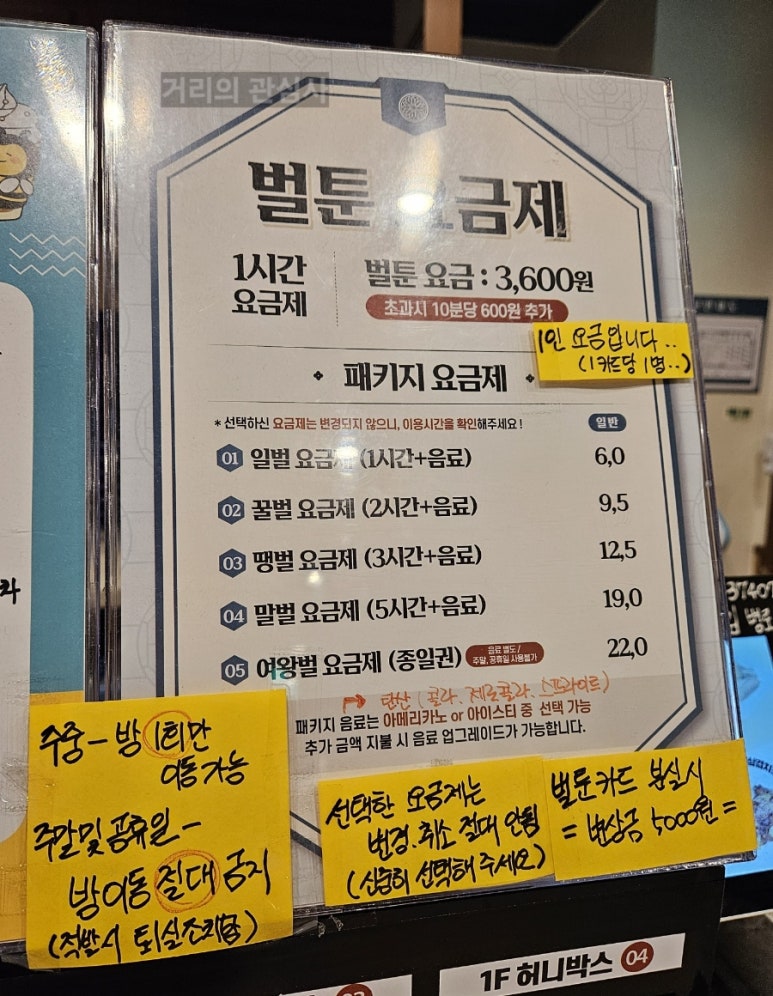 거리의 관심사
벌툰 요금제
1시간
요금제
벌툰 요금 : 3,600원
초과시 10분당 600원 추가
1인 요금입니다..
(1카드당 1명..)
패키지 요금제
* 선택하신 요금제는 변경되지 않으니, 이용시간을 확인해주세요!
일반
01 일벌 요금제 (1시간+음료) 6,0
02 꿀벌 요금제 (2시간+음료) 9,5
03 땡벌 요금제 (3시간+음료) 12,5
04 말벌 요금제 (5시간+음료) 19,0
05 여왕벌 요금제 (종일권) 음료 별도 / 주말, 공휴일 사용불가 22,0
탄산 (콜라, 제로콜라, 스프라이트)
패키지 음료는 아메리카노 or 아이스티 중 선택 가능
추가 금액 지불 시 음료 업그레이드가 가능합니다.
주중 - 방 1회만
이동가능
주말 및 공휴일 -
방이동 절대 금지
(적발시 퇴실조치)
선택한 요금제는
변경.취소 절대 안됨
(신중히 선택해 주세요)
벌툰카드 분실시
= 변상금 5000원 =
1F 허니박스 04